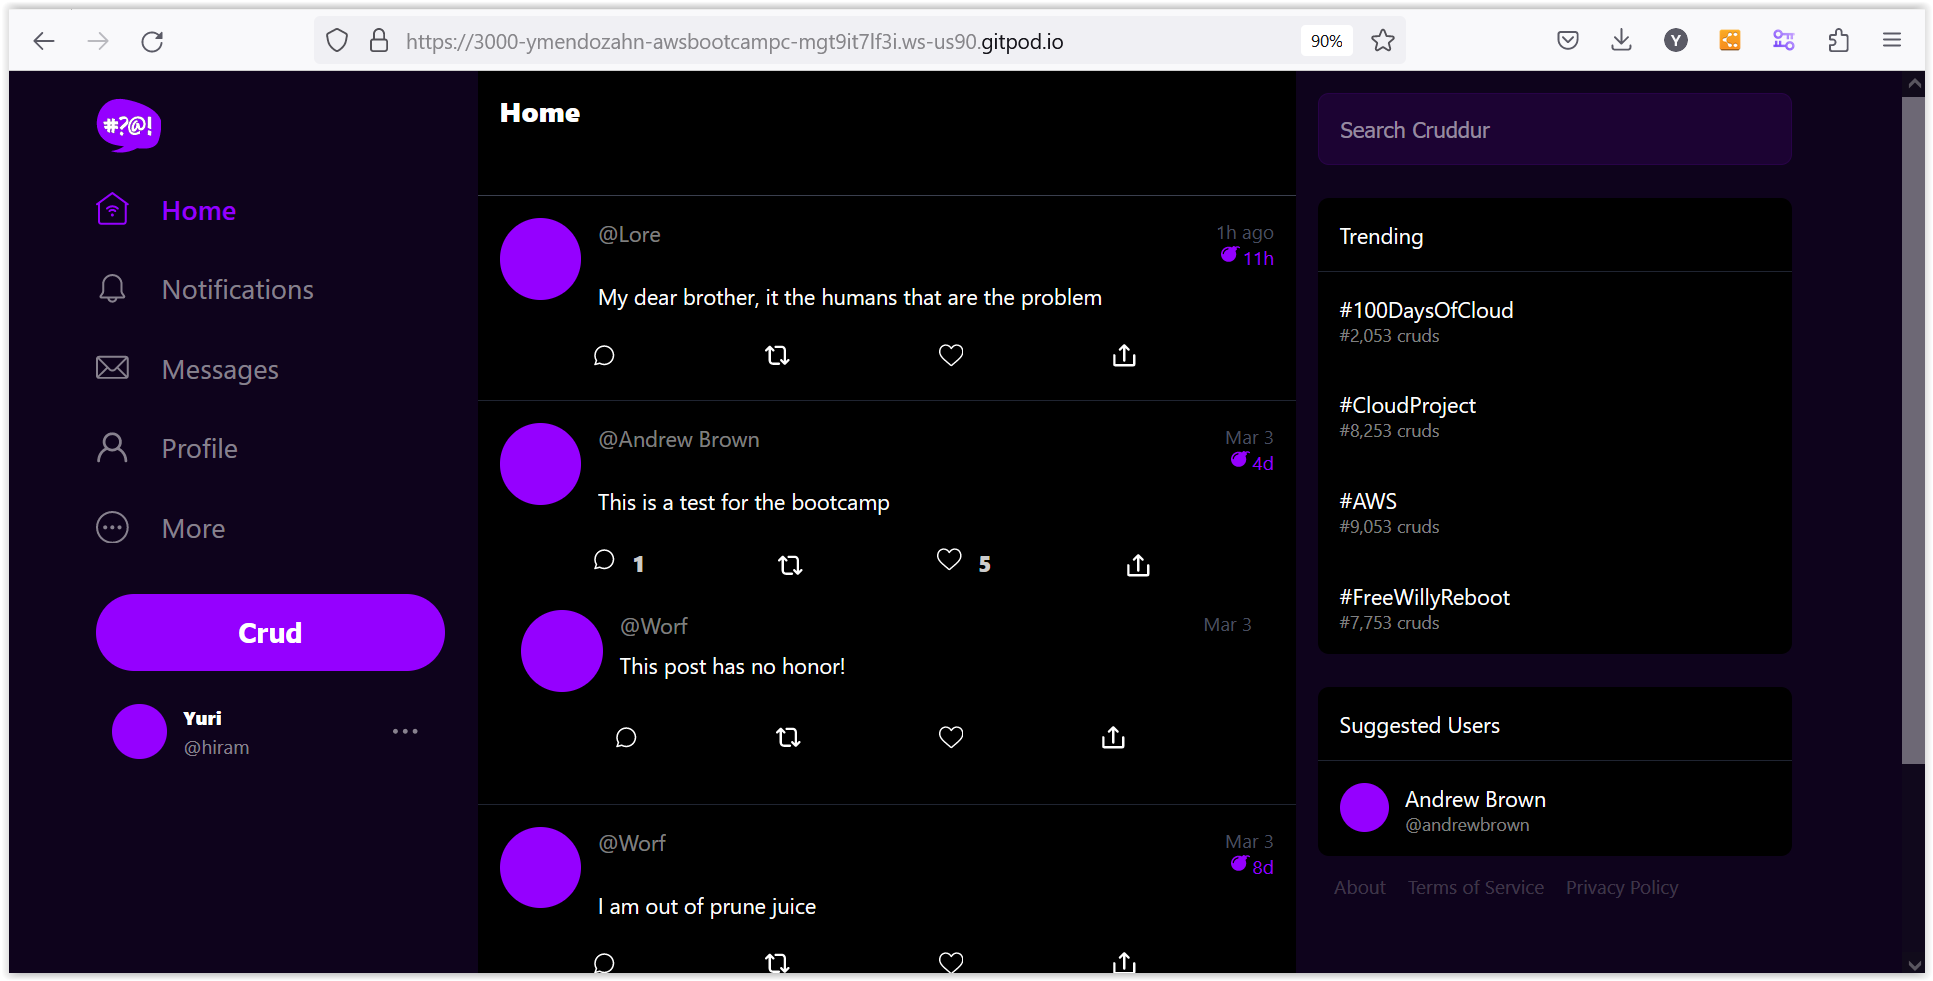 https://3000-ymendozahn-awsbootcampc-mgt9it7lf3i.ws-us90.gitpod.io
90%
Y
#?@!
Home
Notifications
Messages
Profile
More
Crud
Yuri
@hiram
Home
@Lore
1h ago
11h
My dear brother, it the humans that are the problem
@Andrew Brown
Mar 3
4d
This is a test for the bootcamp
1
5
@Worf
Mar 3
This post has no honor!
@Worf
Mar 3
8d
I am out of prune juice
Search Cruddur
Trending
#100DaysOfCloud
#2,053 cruds
#CloudProject
#8,253 cruds
#AWS
#9,053 cruds
#FreeWillyReboot
#7,753 cruds
Suggested Users
Andrew Brown
@andrewbrown
About Terms of Service Privacy Policy